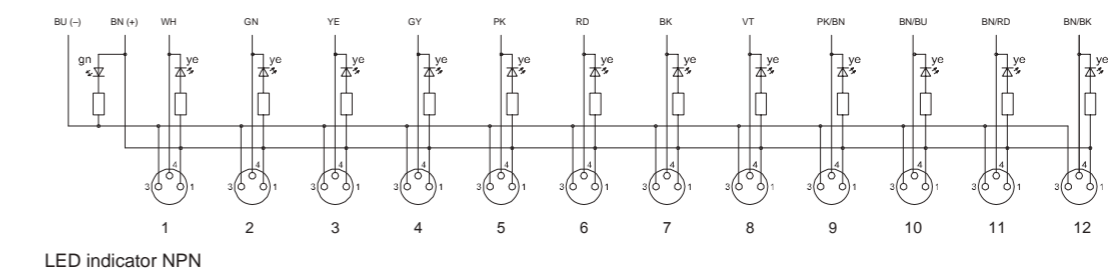 BU (–) BN (+) WH GN YE GY PK RD BK VT PK/BN BN/BU BN/RD BN/BK
gn ye ye ye ye ye ye ye ye ye ye ye ye
4 4 4 4 4 4 4 4 4 4 4 4
3 1 3 1 3 1 3 1 3 1 3 1 3 1 3 1 3 1 3 1 3 1 3 1
1 2 3 4 5 6 7 8 9 10 11 12
LED indicator NPN